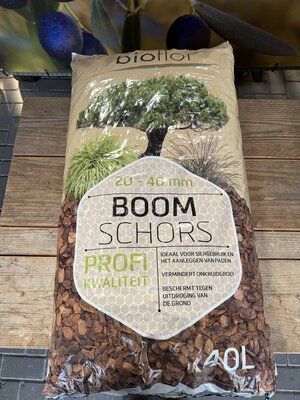 bioflor
20 - 40 mm
BOOM
SCHORS
PROFI
KWALITEIT
IDEAAL VOOR SIERGEBRUIK EN
HET AANLEGGEN VAN PADEN
VERMINDERT ONKRUIDGROEI
BESCHERMT TEGEN
UITDROGING VAN
DE GROND
40L